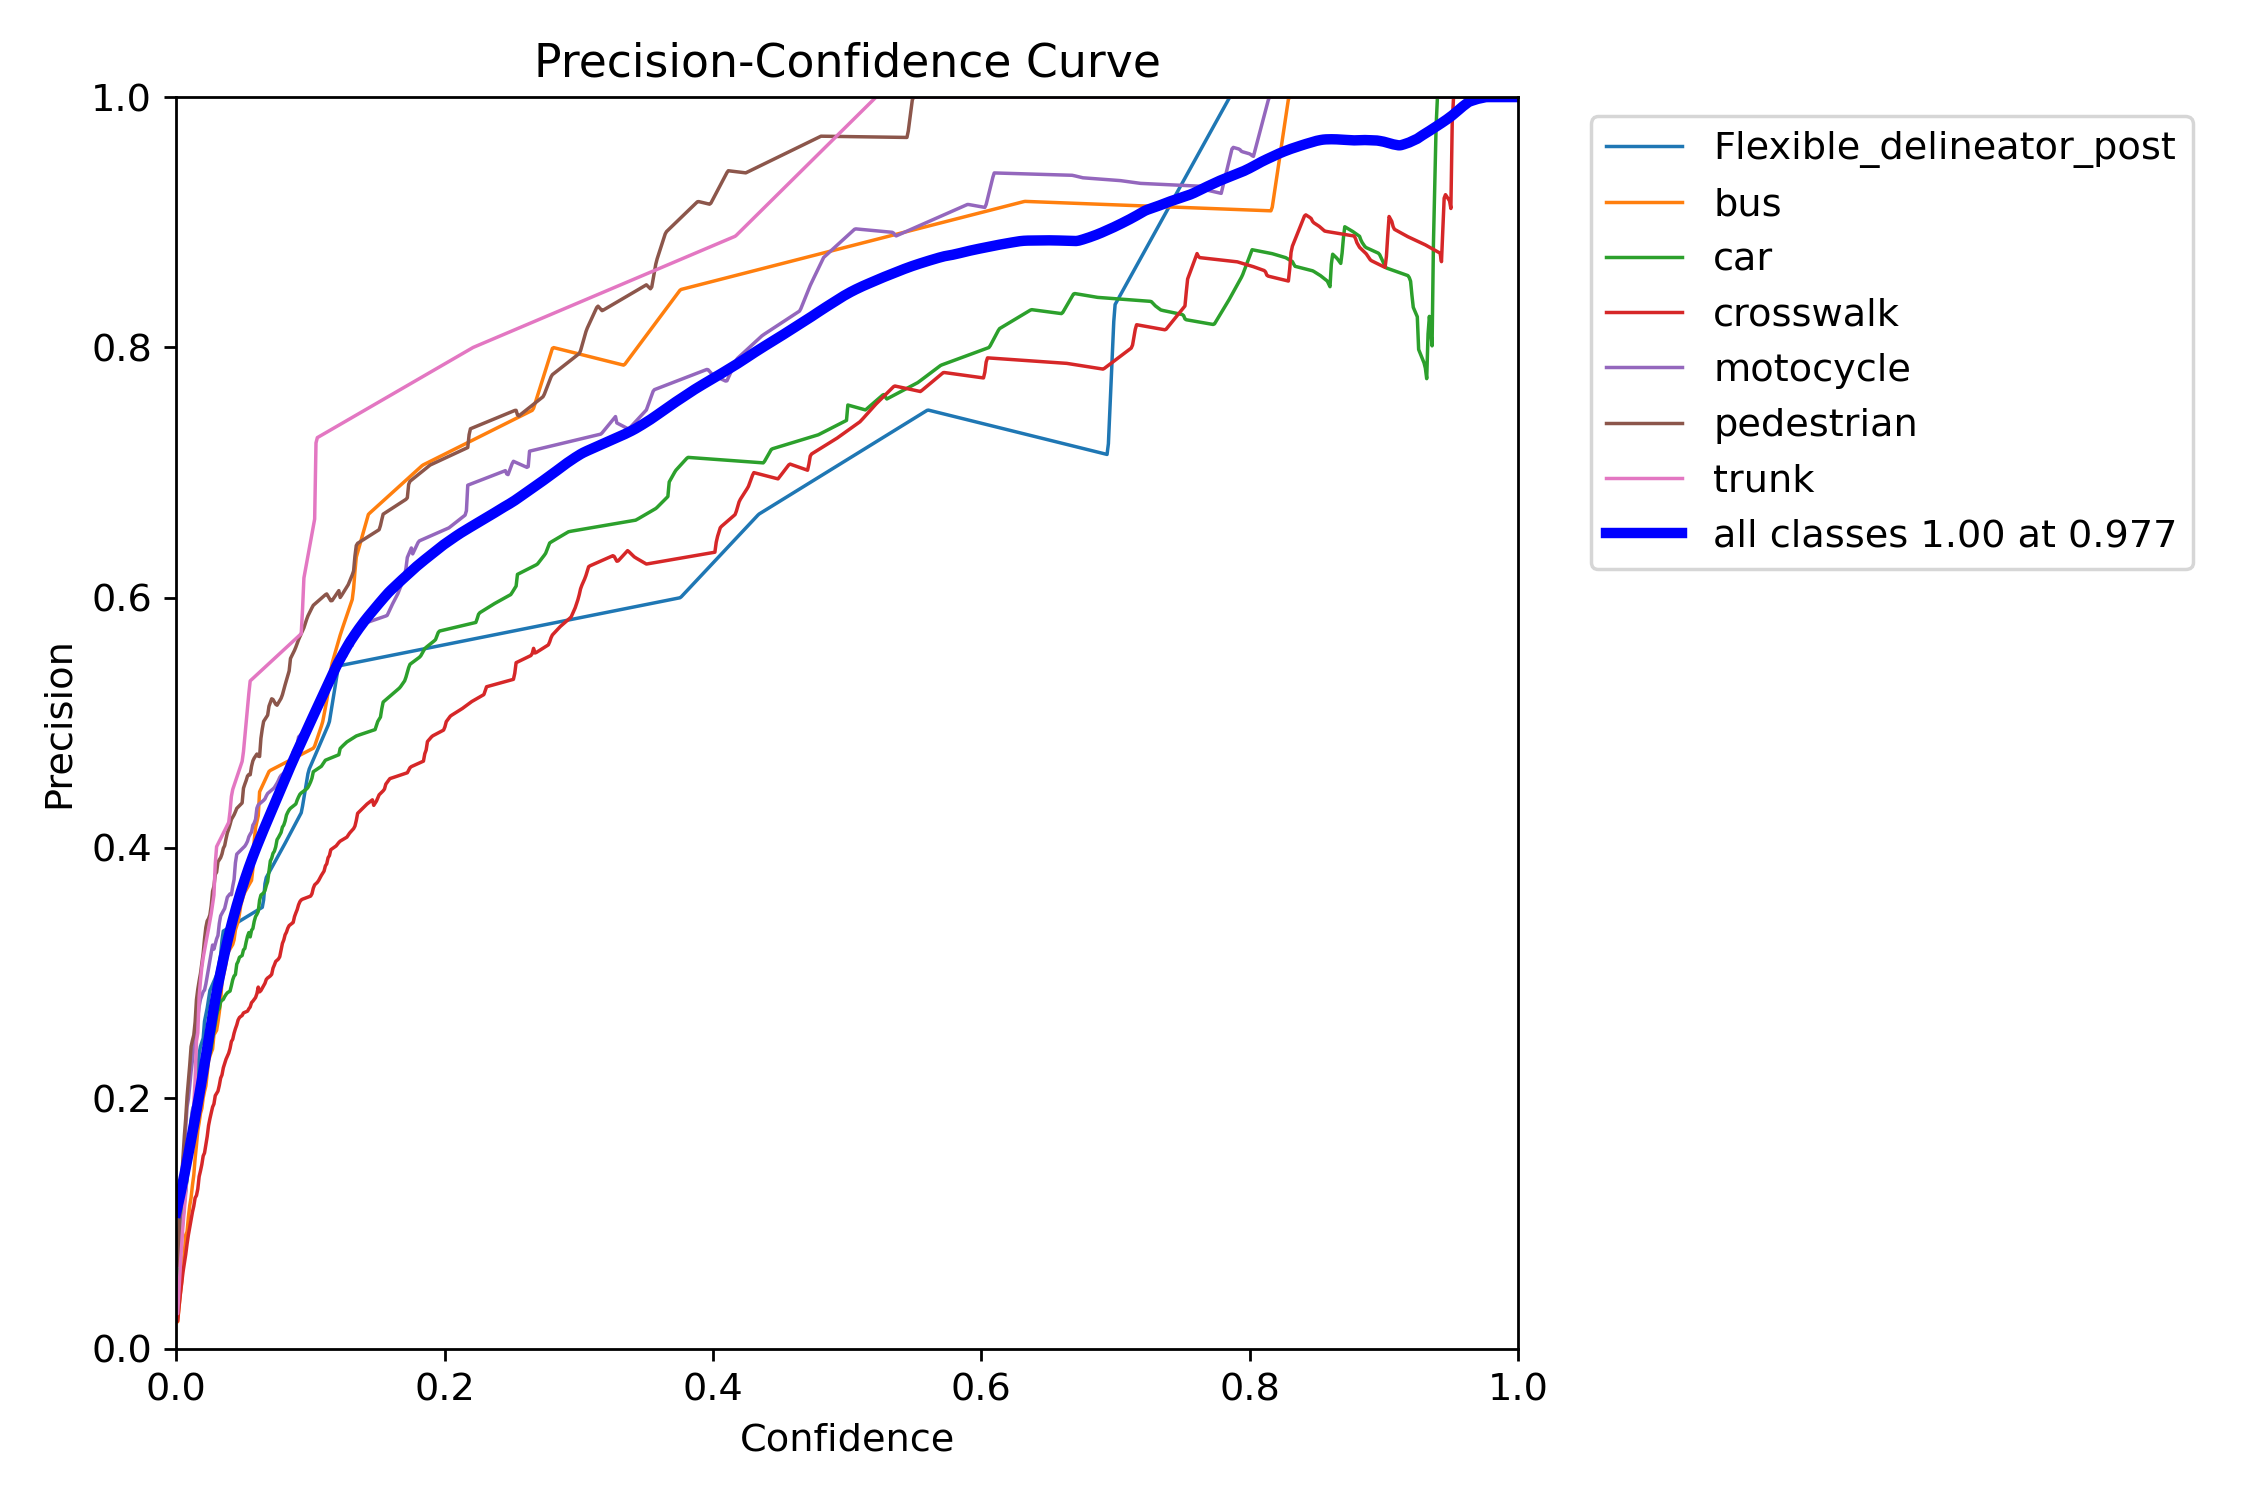 Precision-Confidence Curve
1.0
0.8
0.6
0.4
0.2
0.0
Precision
0.0 0.2 0.4 0.6 0.8 1.0
Confidence
Flexible_delineator_post
bus
car
crosswalk
motocycle
pedestrian
trunk
all classes 1.00 at 0.977